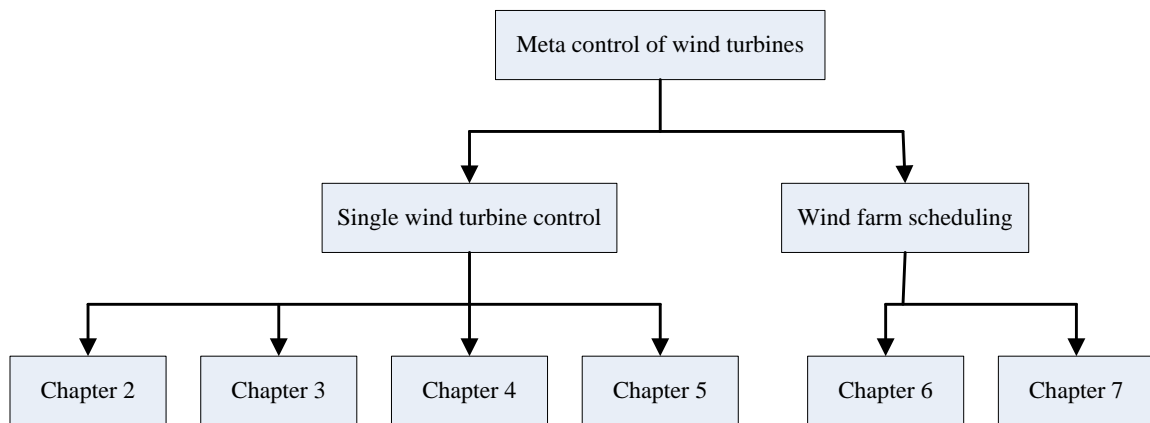 Meta control of wind turbines
Single wind turbine control
Wind farm scheduling
Chapter 2
Chapter 3
Chapter 4
Chapter 5
Chapter 6
Chapter 7